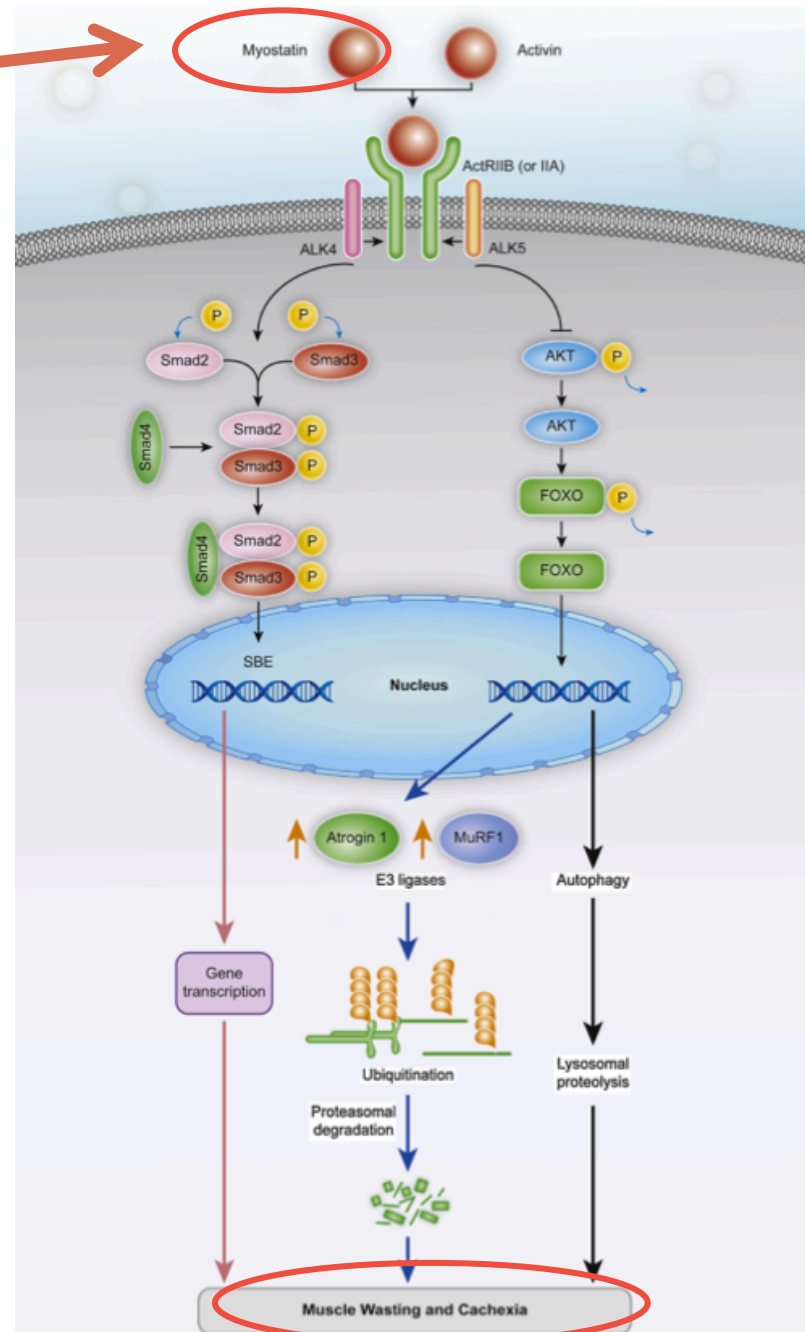 Myostatin
Activin
ActRIIB (or IIA)
ALK4
ALK5
P
P
Smad2
Smad3
AKT
P
Smad4
Smad2
P
Smad3
P
AKT
FOXO
P
Smad4
Smad2
P
Smad3
P
FOXO
SBE
Nucleus
Atrogin 1
MuRF1
E3 ligases
Autophagy
Gene
transcription
Ubiquitination
Lysosomal
proteolysis
Proteasomal
degradation
Muscle Wasting and Cachexia